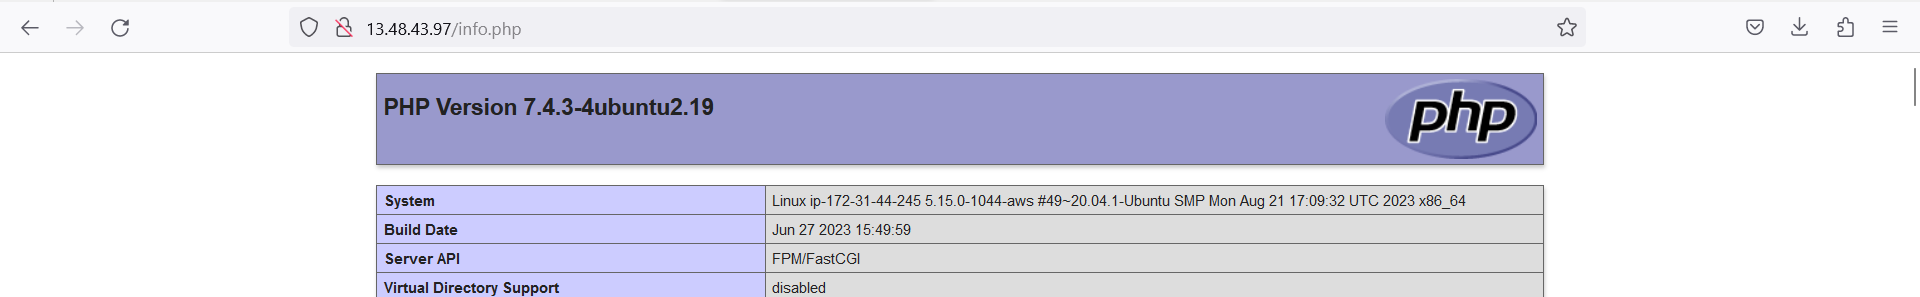 13.48.43.97/info.php
PHP Version 7.4.3-4ubuntu2.19
php
System Linux ip-172-31-44-245 5.15.0-1044-aws #49~20.04.1-Ubuntu SMP Mon Aug 21 17:09:32 UTC 2023 x86_64
Build Date Jun 27 2023 15:49:59
Server API FPM/FastCGI
Virtual Directory Support disabled